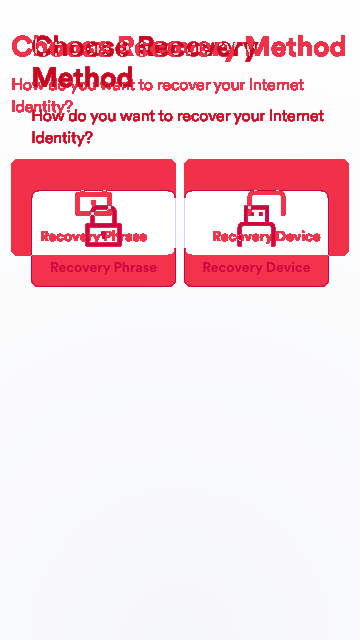 Choose Recovery Method
Choose Recovery
Method
How do you want to recover your Internet
Identity?
How do you want to recover your Internet
Identity?
Recovery Phrase
Recovery Device
Recovery Phrase
Recovery Device